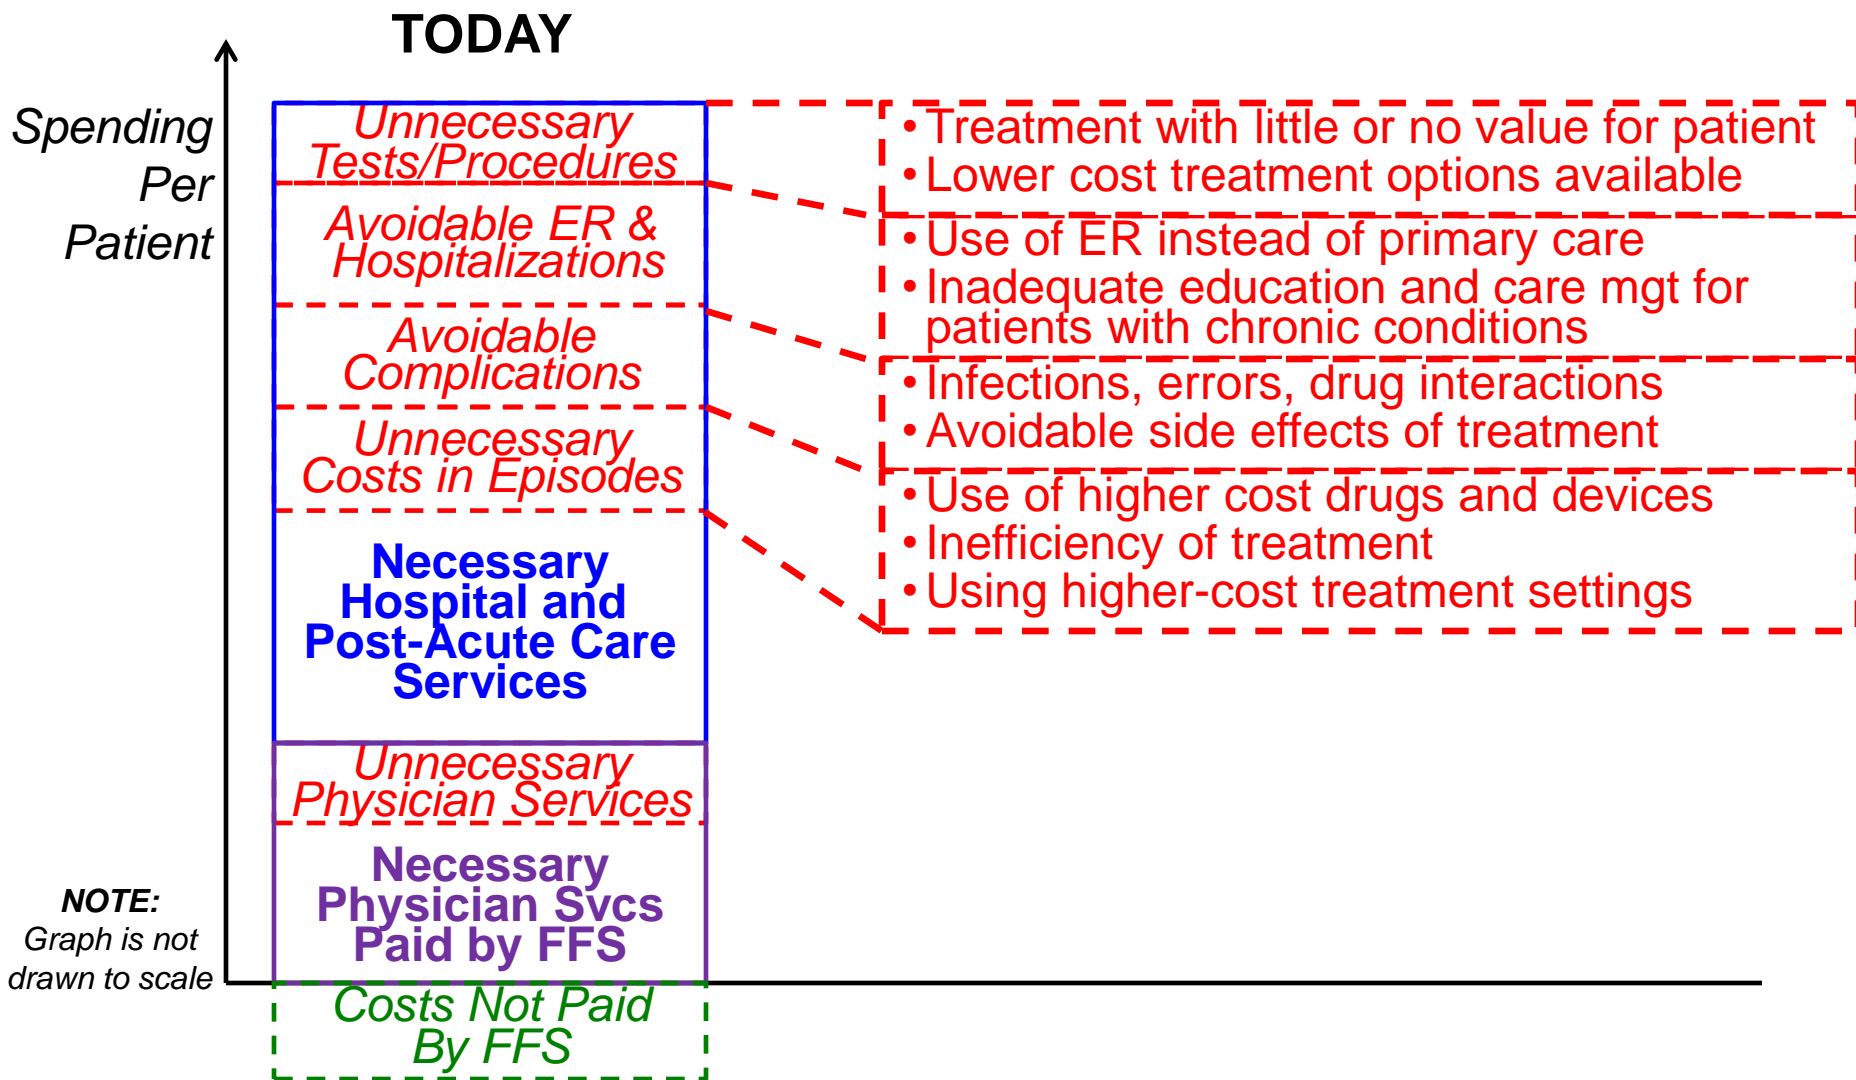 TODAY
Spending
Per
Patient
Unnecessary
Tests/Procedures
Avoidable ER &
Hospitalizations
Avoidable
Complications
Unnecessary
Costs in Episodes
Necessary
Hospital and
Post-Acute Care
Services
Unnecessary
Physician Services
Necessary
Physician Svcs
Paid by FFS
Costs Not Paid
By FFS
• Treatment with little or no value for patient
• Lower cost treatment options available
• Use of ER instead of primary care
• Inadequate education and care mgt for
patients with chronic conditions
• Infections, errors, drug interactions
• Avoidable side effects of treatment
• Use of higher cost drugs and devices
• Inefficiency of treatment
• Using higher-cost treatment settings
NOTE:
Graph is not
drawn to scale